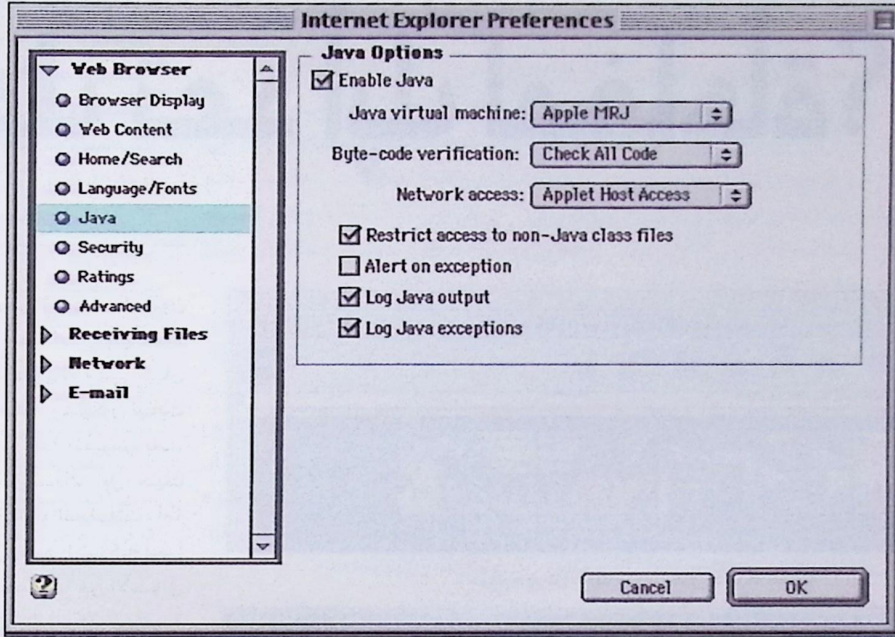 Internet Explorer Preferences
Web Browser
Browser Display
Web Content
Home/Search
Language/Fonts
Java
Security
Ratings
Advanced
Receiving Files
Network
E-mail
Java Options
Enable Java
Java virtual machine: Apple MRJ
Byte-code verification: Check All Code
Network access: Applet Host Access
Restrict access to non-Java class files
Alert on exception
Log Java output
Log Java exceptions
?
Cancel
OK